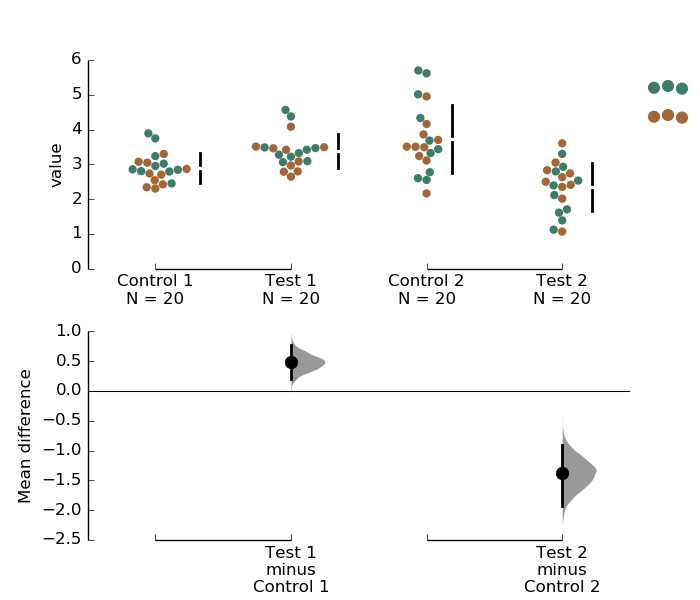 6
5
4
3
2
1
0
value
Control 1
N = 20
Test 1
N = 20
Control 2
N = 20
Test 2
N = 20
1.0
0.5
0.0
−0.5
−1.0
−1.5
−2.0
−2.5
Mean difference
Test 1
minus
Control 1
Test 2
minus
Control 2